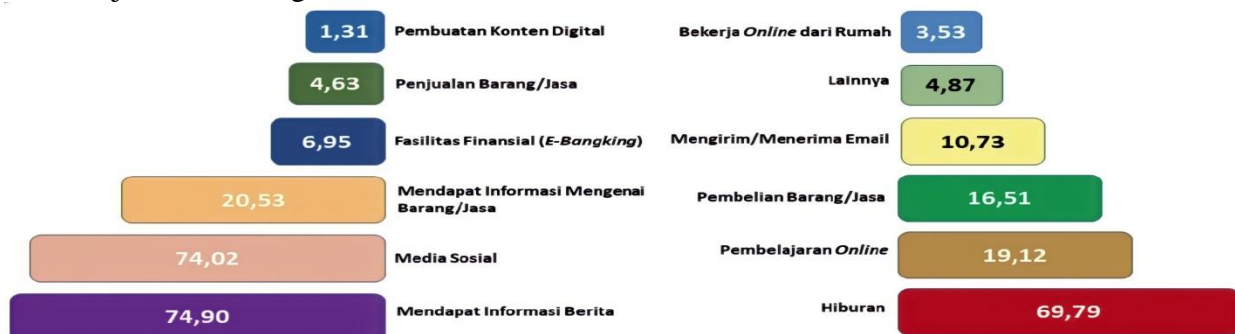 1,31 Pembuatan Konten Digital
4,63 Penjualan Barang/Jasa
6,95 Fasilitas Finansial (E-Bangking)
20,53 Mendapat Informasi Mengenai
Barang/Jasa
74,02 Media Sosial
74,90 Mendapat Informasi Berita
Bekerja Online dari Rumah 3,53
Lainnya 4,87
Mengirim/Menerima Email 10,73
Pembelian Barang/Jasa 16,51
Pembelajaran Online 19,12
Hiburan 69,79